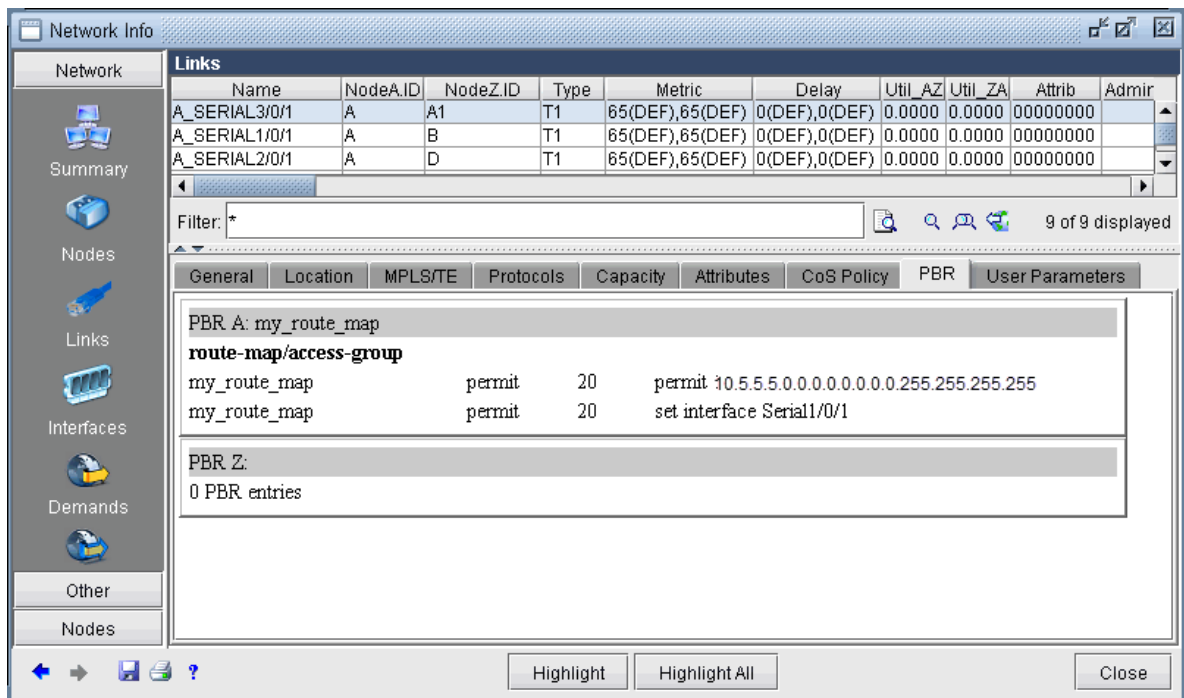 Network Info
Network
Summary
Nodes
Links
Interfaces
Demands
Other
Nodes
Links
Name NodeA.ID NodeZ.ID Type Metric Delay Util_AZ Util_ZA Attrib Admir
A_SERIAL3/0/1 A A1 T1 65(DEF),65(DEF) 0(DEF),0(DEF) 0.0000 0.0000 00000000
A_SERIAL1/0/1 A B T1 65(DEF),65(DEF) 0(DEF),0(DEF) 0.0000 0.0000 00000000
A_SERIAL2/0/1 A D T1 65(DEF),65(DEF) 0(DEF),0(DEF) 0.0000 0.0000 00000000
Filter: * 9 of 9 displayed
General Location MPLS/TE Protocols Capacity Attributes CoS Policy PBR User Parameters
PBR A: my_route_map
route-map/access-group
my_route_map permit 20 permit 10.5.5.5.0.0.0.0.0.0.0.0.255.255.255.255
my_route_map permit 20 set interface Serial1/0/1
PBR Z:
0 PBR entries
? Highlight Highlight All Close